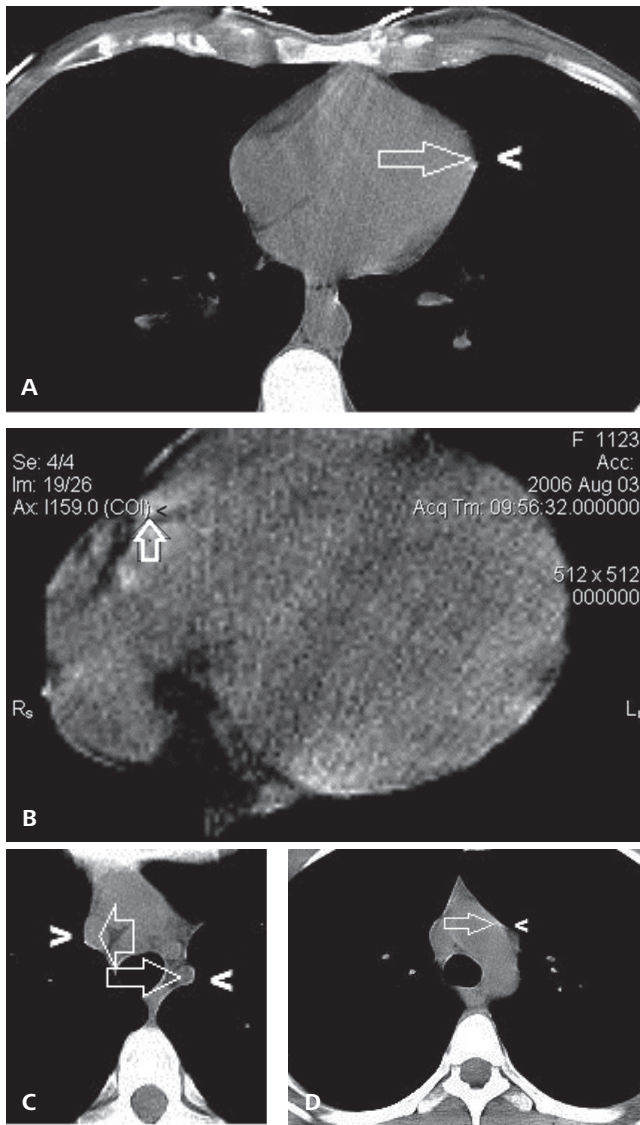 A
Se: 4/4
Im: 19/26
Ax: I159.0 (COI)
F 1123
Acc:
2006 Aug 03
Acq Tm: 09:56:32.000000
512 x 512
000000
Rs
B
C
D